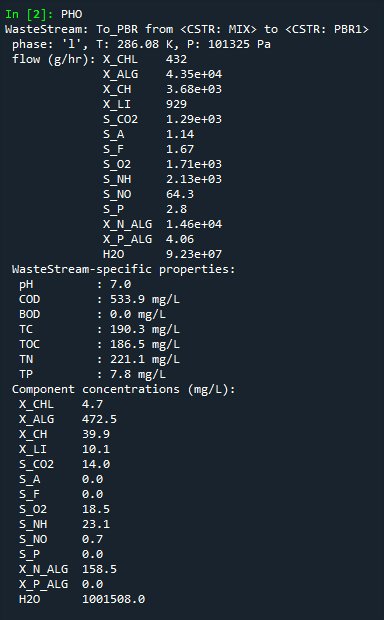 In [2]: PHO
WasteStream: To_PBR from <CSTR: MIX> to <CSTR: PBR1>
phase: 'l', T: 286.08 K, P: 101325 Pa
flow (g/hr): X_CHL 432
X_ALG 4.35e+04
X_CH 3.68e+03
X_LI 929
S_CO2 1.29e+03
S_A 1.14
S_F 1.67
S_O2 1.71e+03
S_NH 2.13e+03
S_NO 64.3
S_P 2.8
X_N_ALG 1.46e+04
X_P_ALG 4.06
H2O 9.23e+07
WasteStream-specific properties:
pH : 7.0
COD : 533.9 mg/L
BOD : 0.0 mg/L
TC : 190.3 mg/L
TOC : 186.5 mg/L
TN : 221.1 mg/L
TP : 7.8 mg/L
Component concentrations (mg/L):
X_CHL 4.7
X_ALG 472.5
X_CH 39.9
X_LI 10.1
S_CO2 14.0
S_A 0.0
S_F 0.0
S_O2 18.5
S_NH 23.1
S_NO 0.7
S_P 0.0
X_N_ALG 158.5
X_P_ALG 0.0
H2O 1001508.0